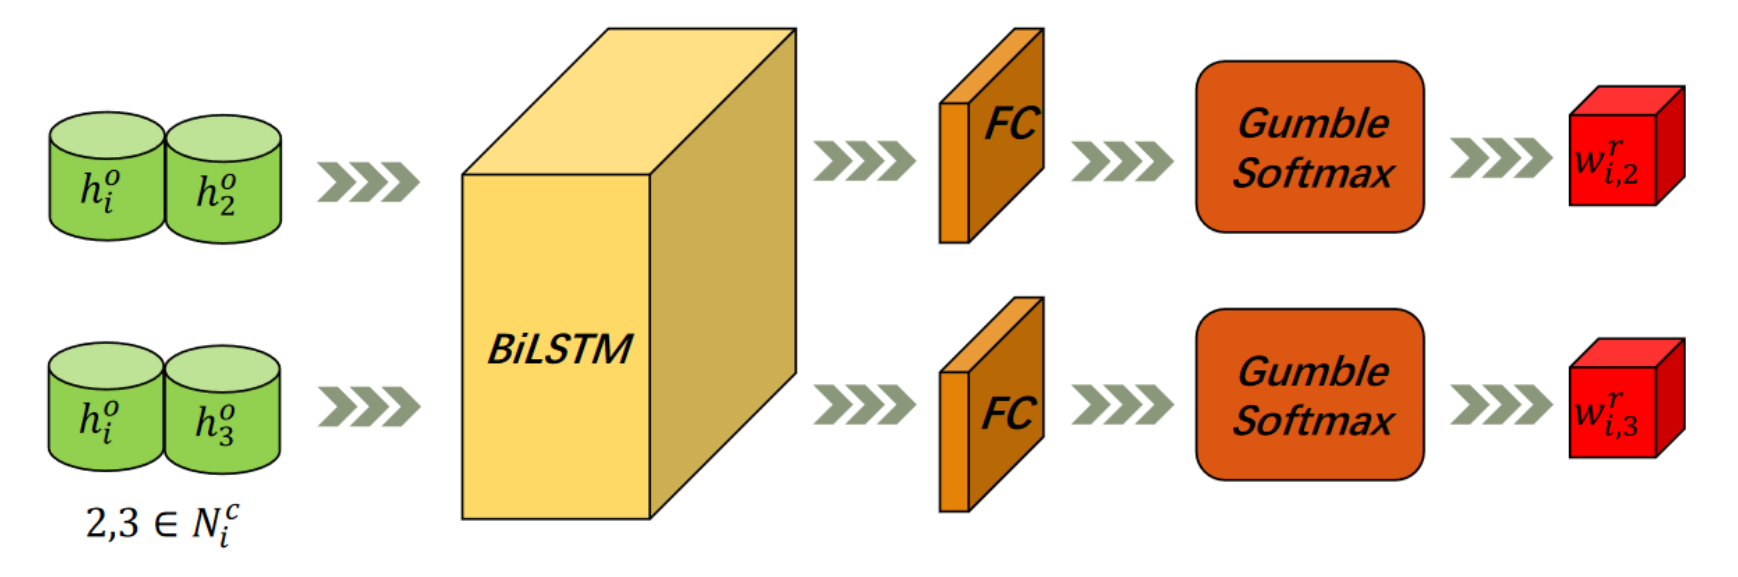 h_i^o h_2^o
BiLSTM
FC
Gumble
Softmax
w_{i,2}^r
h_i^o h_3^o
FC
Gumble
Softmax
w_{i,3}^r
2,3 ∈ N_i^c